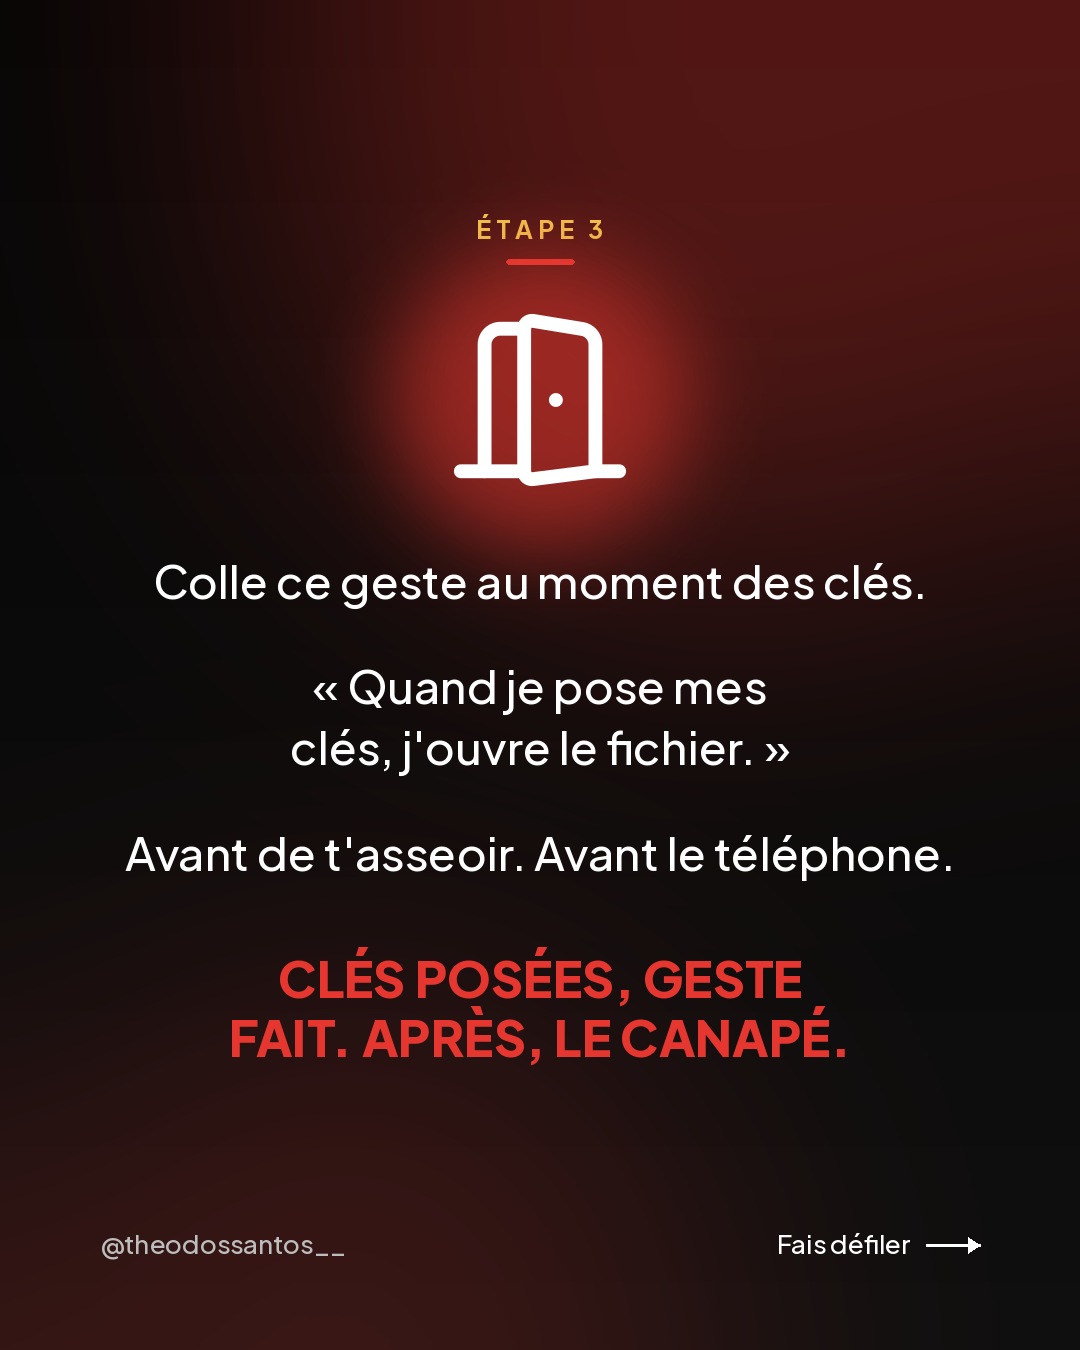 ÉTAPE 3
Colle ce geste au moment des clés.
« Quand je pose mes
clés, j'ouvre le fichier. »
Avant de t'asseoir. Avant le téléphone.
CLÉS POSÉES, GESTE
FAIT. APRÈS, LE CANAPÉ.
@theodossantos__
Fais défiler